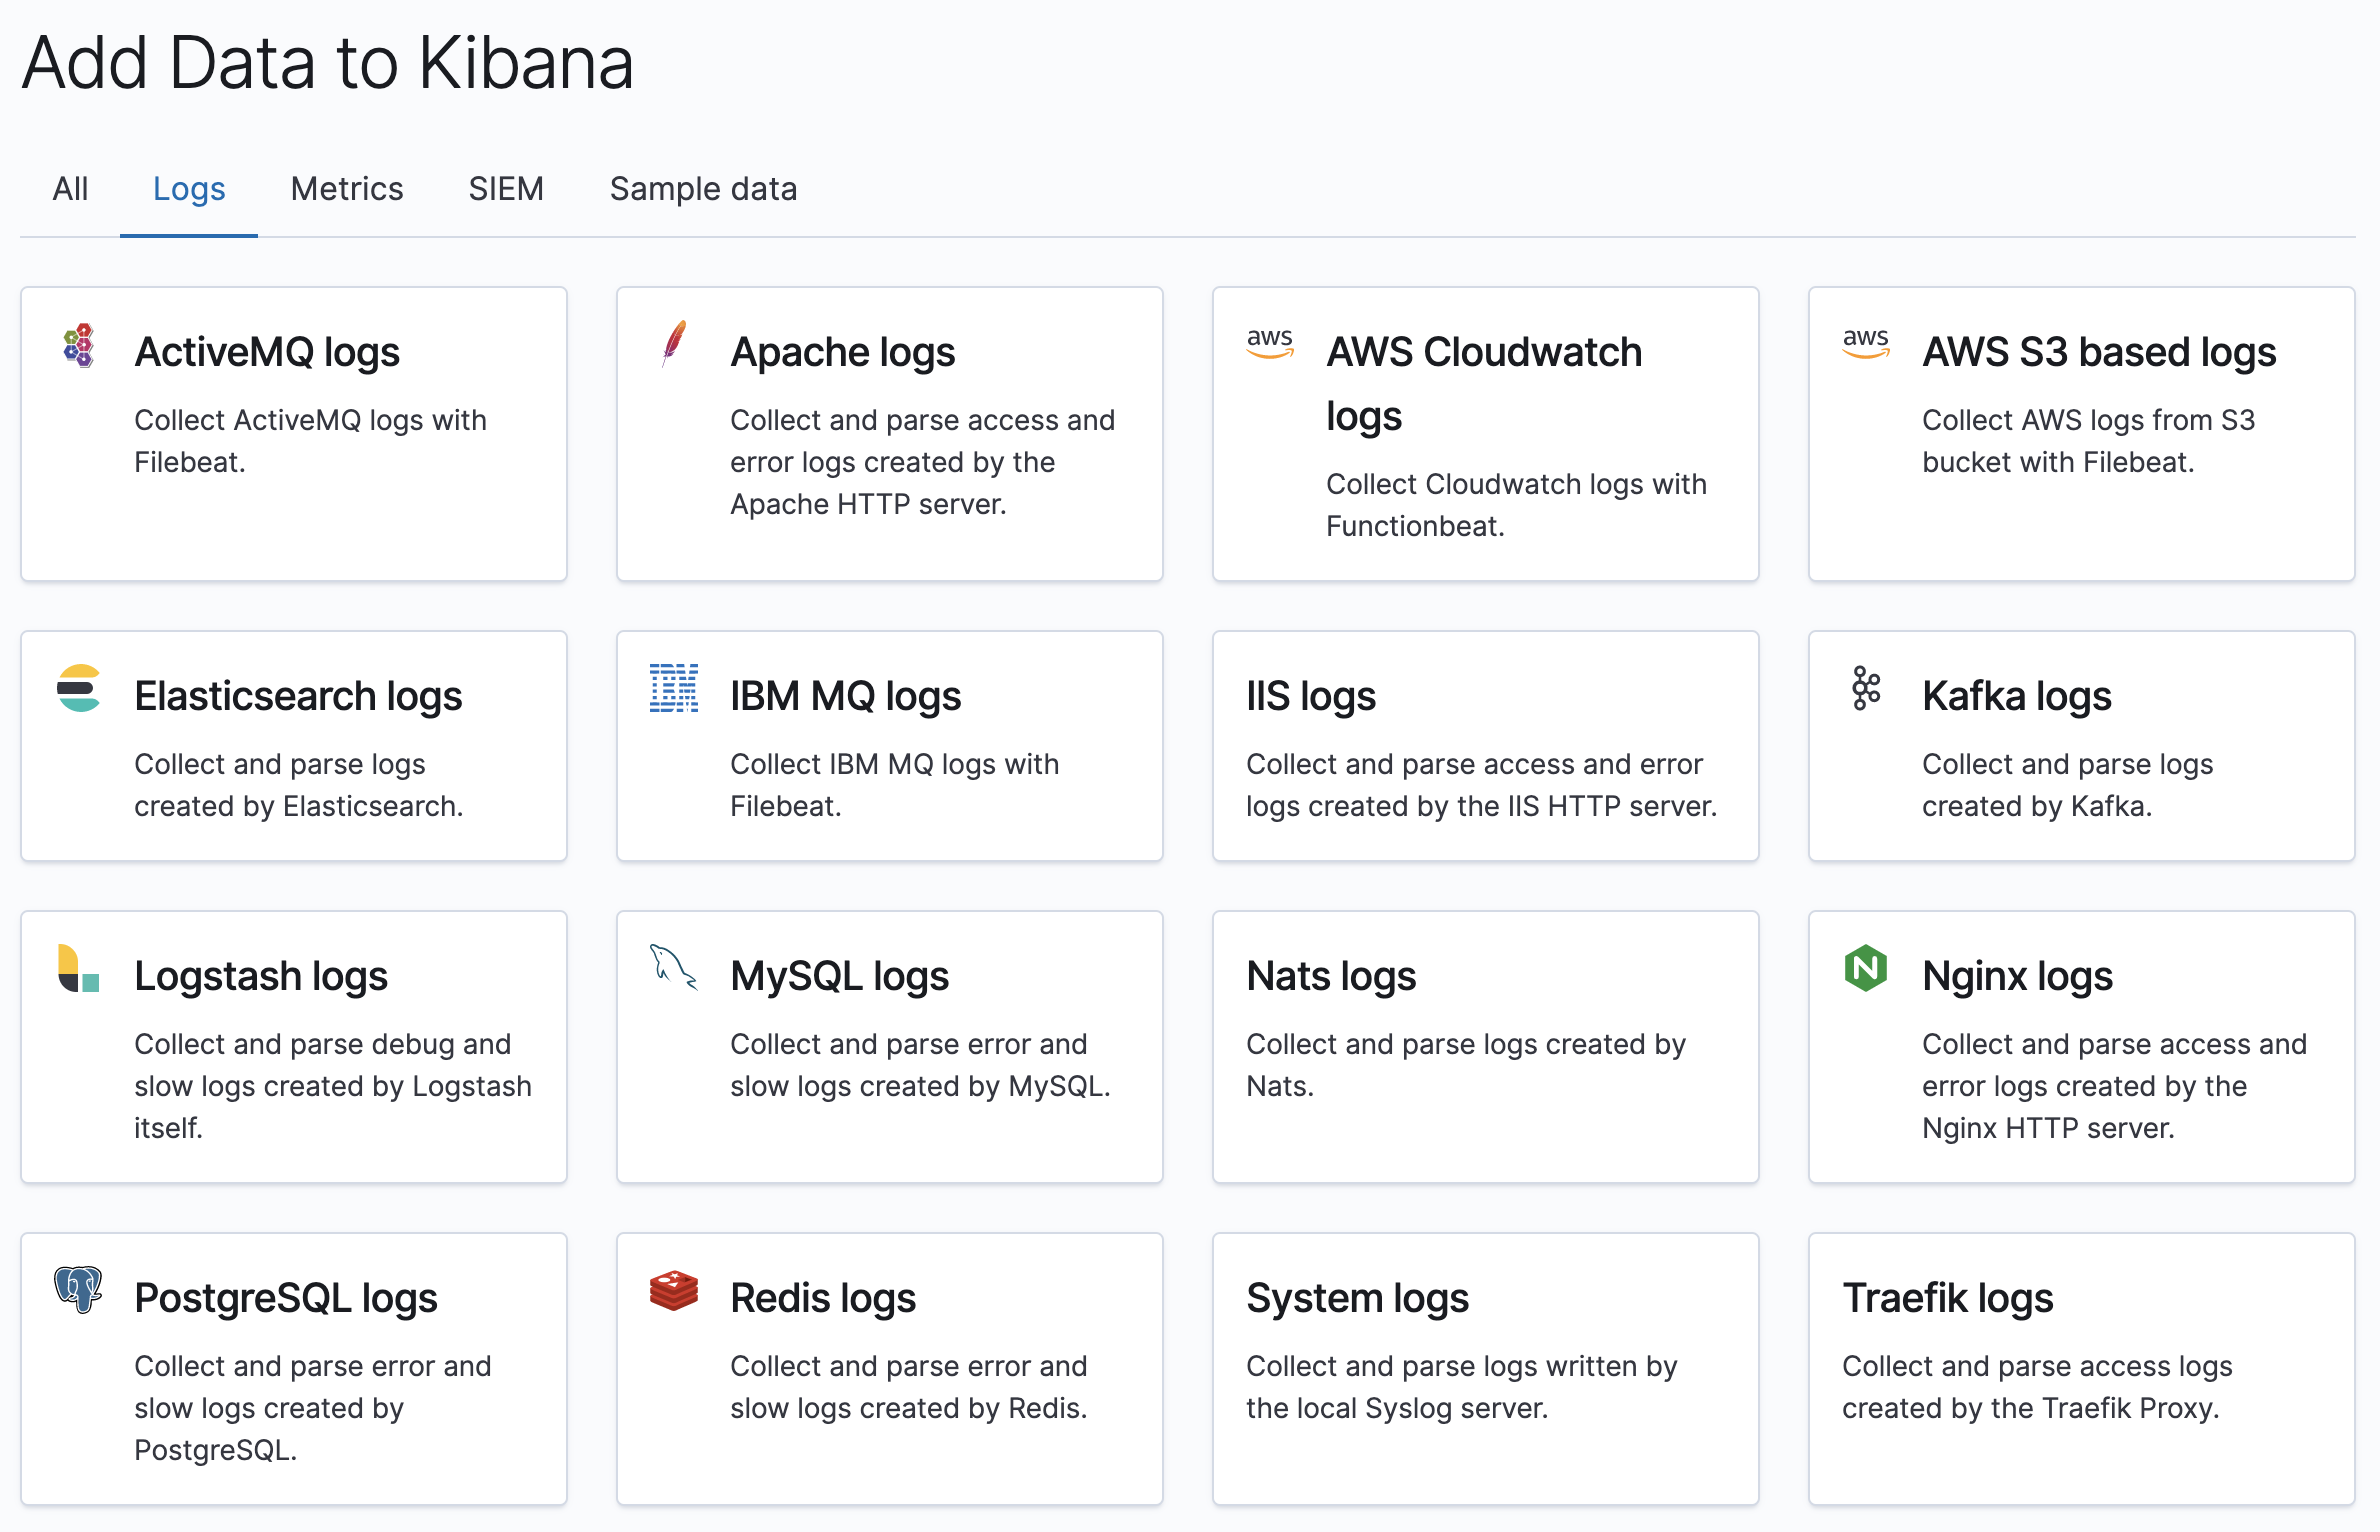 Add Data to Kibana
All Logs Metrics SIEM Sample data
ActiveMQ logs
Collect ActiveMQ logs with
Filebeat.
Apache logs
Collect and parse access and
error logs created by the
Apache HTTP server.
aws
AWS Cloudwatch
logs
Collect Cloudwatch logs with
Functionbeat.
aws
AWS S3 based logs
Collect AWS logs from S3
bucket with Filebeat.
Elasticsearch logs
Collect and parse logs
created by Elasticsearch.
IBM
IBM MQ logs
Collect IBM MQ logs with
Filebeat.
IIS logs
Collect and parse access and error
logs created by the IIS HTTP server.
Kafka logs
Collect and parse logs
created by Kafka.
Logstash logs
Collect and parse debug and
slow logs created by Logstash
itself.
MySQL logs
Collect and parse error and
slow logs created by MySQL.
Nats logs
Collect and parse logs created by
Nats.
N
Nginx logs
Collect and parse access and
error logs created by the
Nginx HTTP server.
PostgreSQL logs
Collect and parse error and
slow logs created by
PostgreSQL.
Redis logs
Collect and parse error and
slow logs created by Redis.
System logs
Collect and parse logs written by
the local Syslog server.
Traefik logs
Collect and parse access logs
created by the Traefik Proxy.